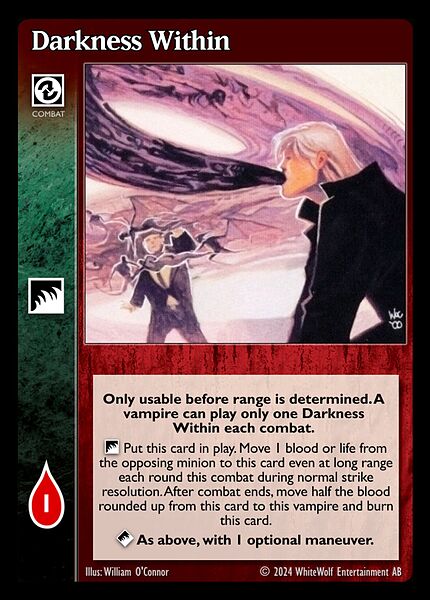 Darkness Within
COMBAT
WOC
'00
Only usable before range is determined. A
vampire can play only one Darkness
Within each combat.
Put this card in play. Move 1 blood or life from
the opposing minion to this card even at long range
each round this combat during normal strike
resolution. After combat ends, move half the blood
rounded up from this card to this vampire and burn
this card.
As above, with 1 optional maneuver.
1
Illus: William O'Connor
© 2024 WhiteWolf Entertainment AB